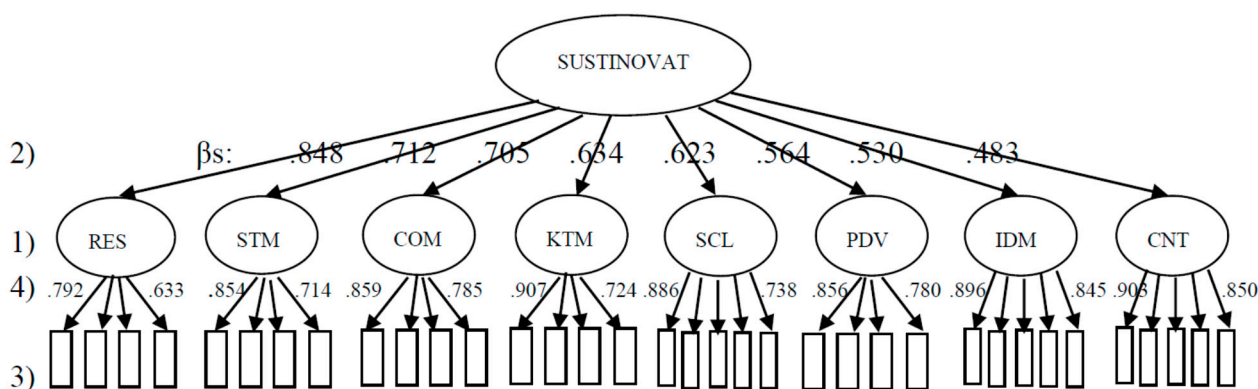 SUSTINOVAT
2) βs: .848 .712 .705 .634 .623 .564 .530 .483
1) RES STM COM KTM SCL PDV IDM CNT
4) .792 .633 .854 .714 .859 .785 .907 .724 .886 .738 .856 .780 .896 .845 .903 .850
3)